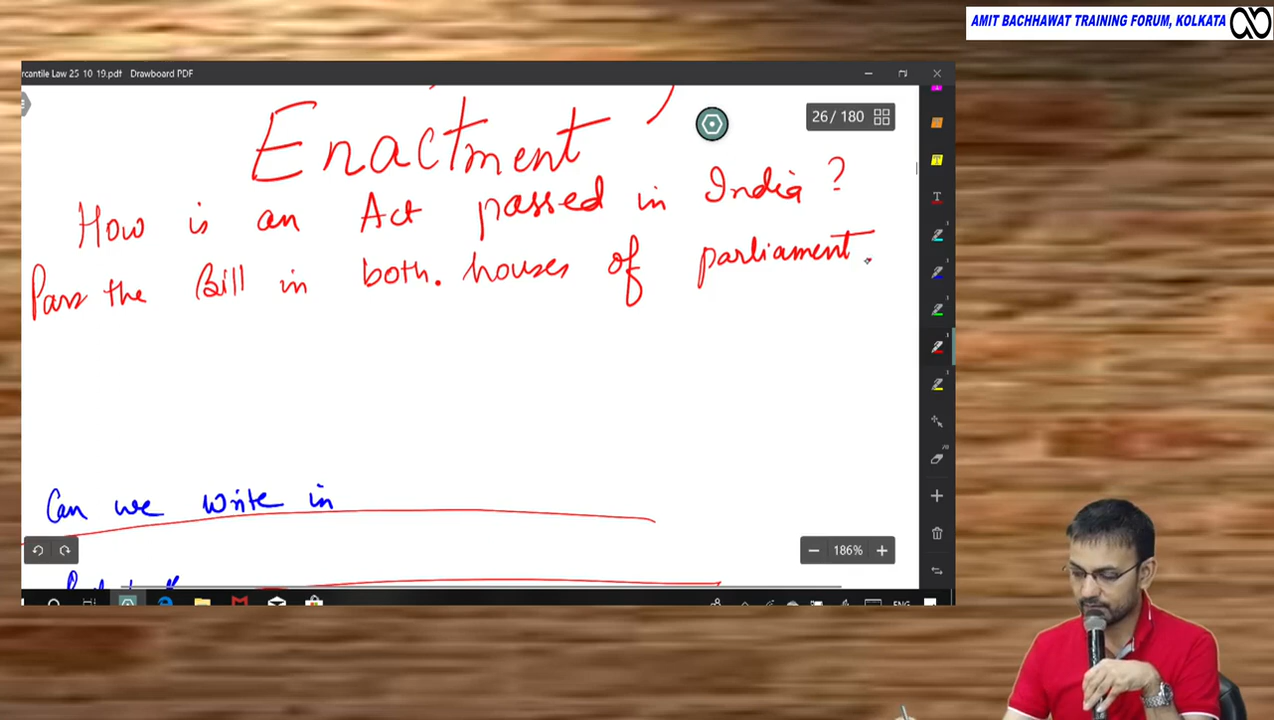 AMIT BACHHAWAT TRAINING FORUM, KOLKATA
rcantile Law 25 10 19.pdf Drawboard PDF
26 / 180
Enactment
How is an Act passed in India?
Pass the Bill in both. houses of parliament.
Can we write in
186%
ENG